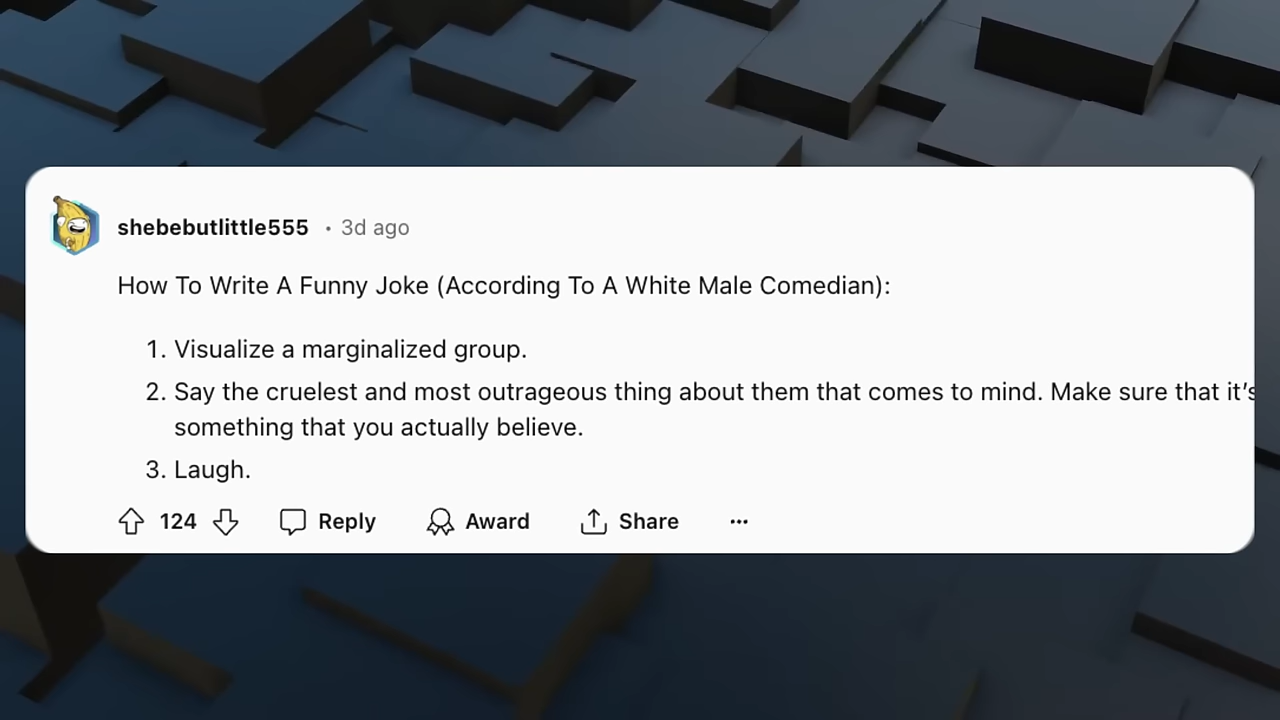 shebebutlittle555 • 3d ago
How To Write A Funny Joke (According To A White Male Comedian):
1. Visualize a marginalized group.
2. Say the cruelest and most outrageous thing about them that comes to mind. Make sure that it’s
something that you actually believe.
3. Laugh.
124 Reply Award Share ...